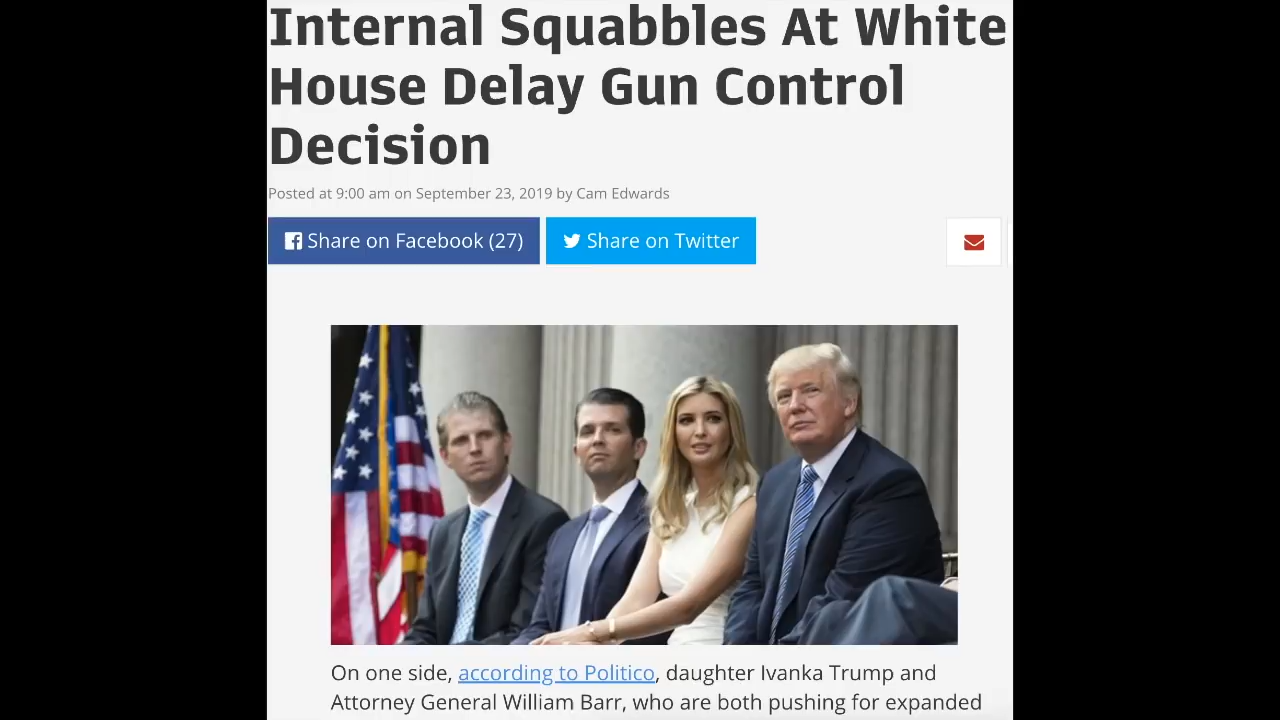 Internal Squabbles At White
House Delay Gun Control
Decision
Posted at 9:00 am on September 23, 2019 by Cam Edwards
Share on Facebook (27)
Share on Twitter
On one side, according to Politico, daughter Ivanka Trump and
Attorney General William Barr, who are both pushing for expanded